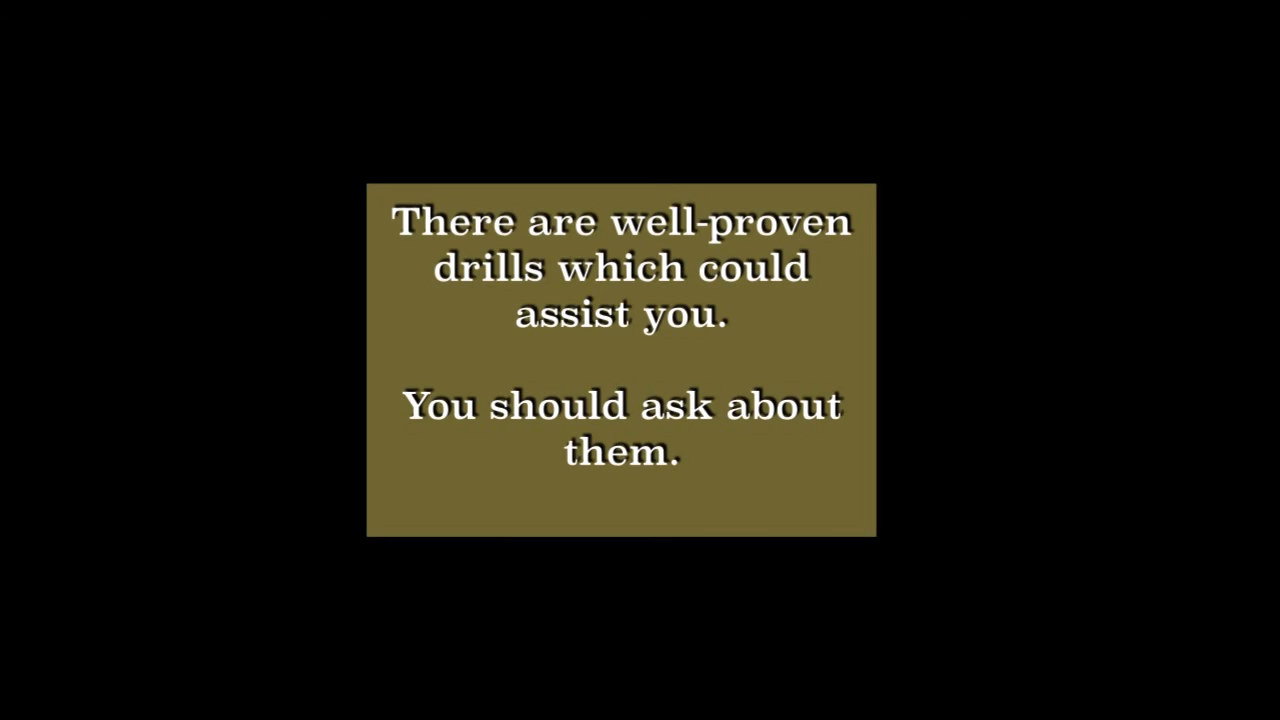 There are well-proven
drills which could
assist you.
You should ask about
them.